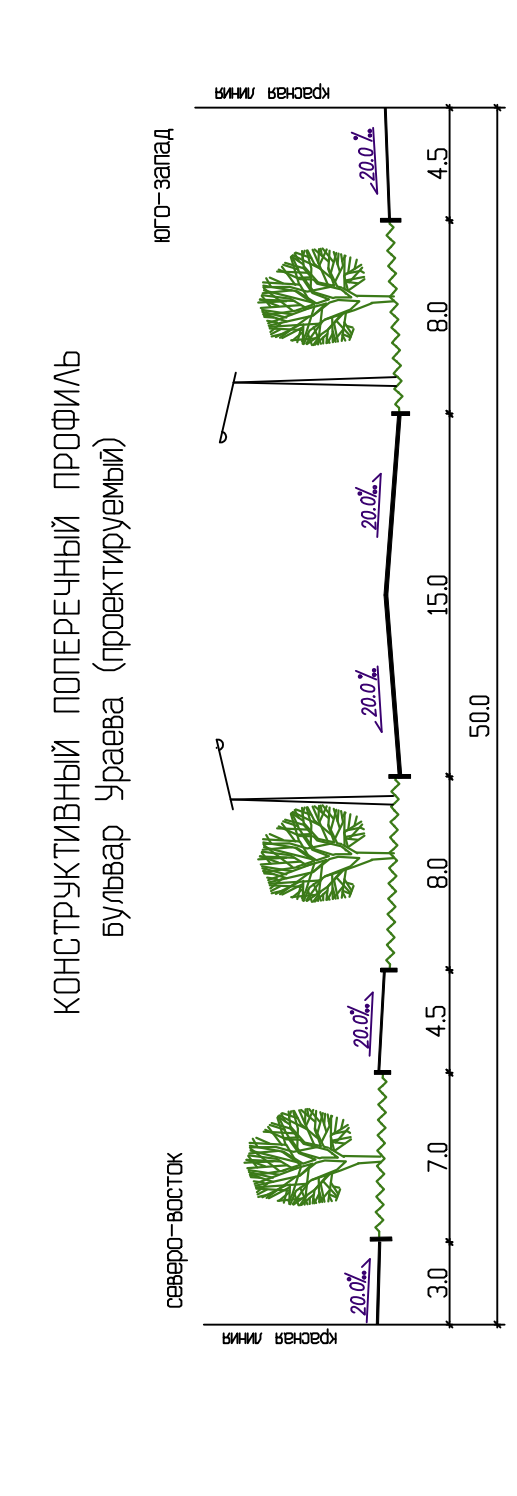 КОНСТРУКТИВНЫЙ ПОПЕРЕЧНЫЙ ПРОФИЛЬ
Бульвар Ураева (проектируемый)
северо-восток
юго-запад
красная линия
красная линия
20.0‰
20.0‰
20.0‰
20.0‰
20.0‰
3.0
7.0
4.5
8.0
15.0
8.0
4.5
50.0